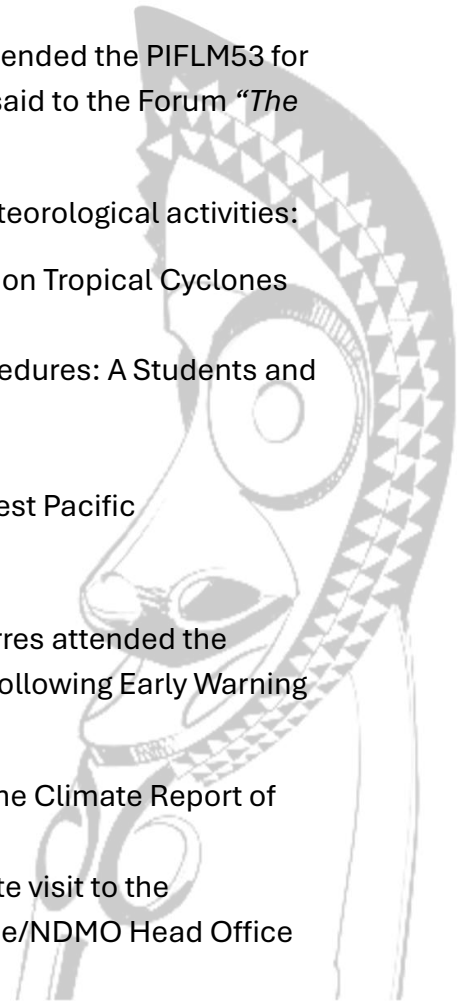 ended the PIFLM53 for
said to the Forum “The
teorological activities:
on Tropical Cyclones
edures: A Students and
est Pacific
rres attended the
ollowing Early Warning
he Climate Report of
te visit to the
e/NDMO Head Office